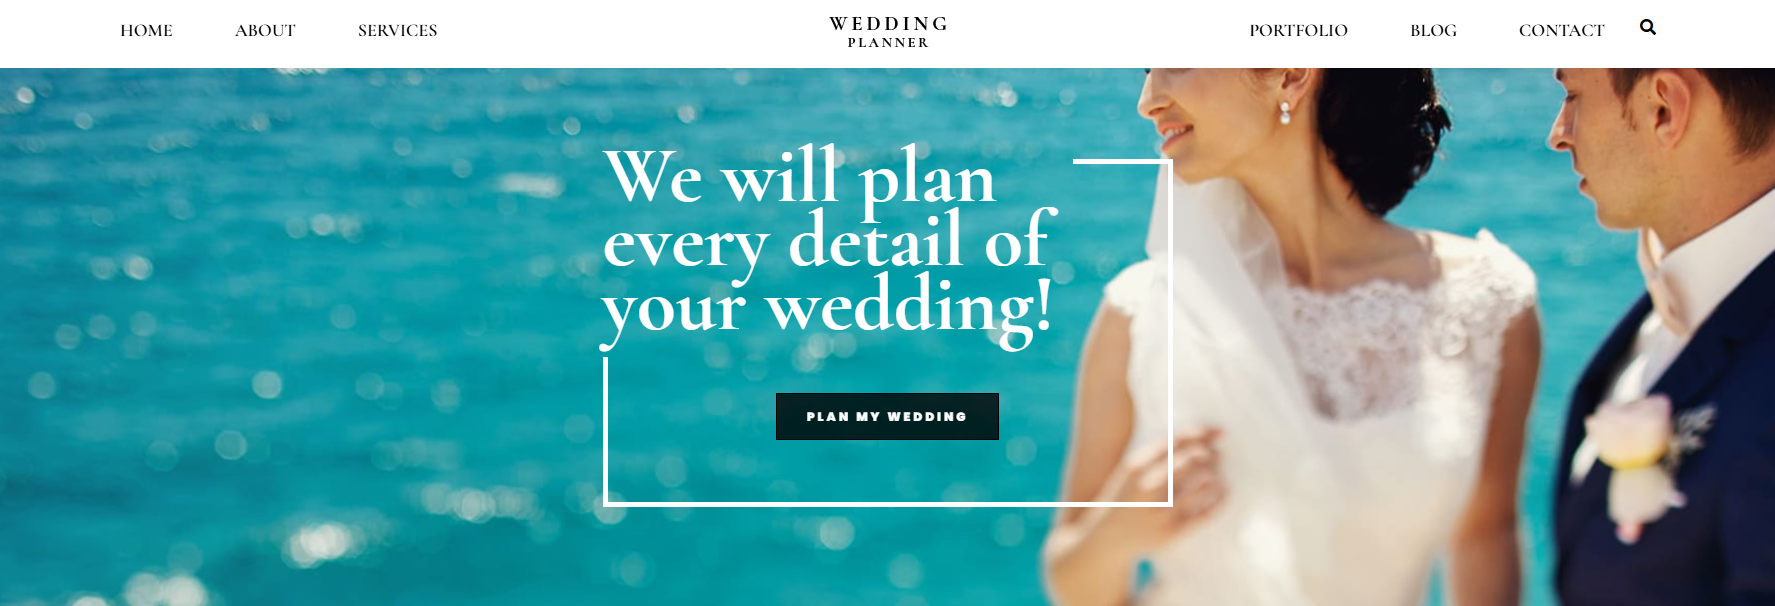 HOME ABOUT SERVICES
WEDDING
PLANNER
PORTFOLIO BLOG CONTACT
We will plan
every detail of
your wedding!
PLAN MY WEDDING